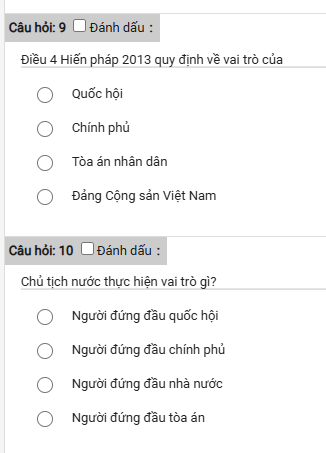 Câu hỏi: 9 Đánh dấu :
Điều 4 Hiến pháp 2013 quy định về vai trò của
Quốc hội
Chính phủ
Tòa án nhân dân
Đảng Cộng sản Việt Nam
Câu hỏi: 10 Đánh dấu :
Chủ tịch nước thực hiện vai trò gì?
Người đứng đầu quốc hội
Người đứng đầu chính phủ
Người đứng đầu nhà nước
Người đứng đầu tòa án